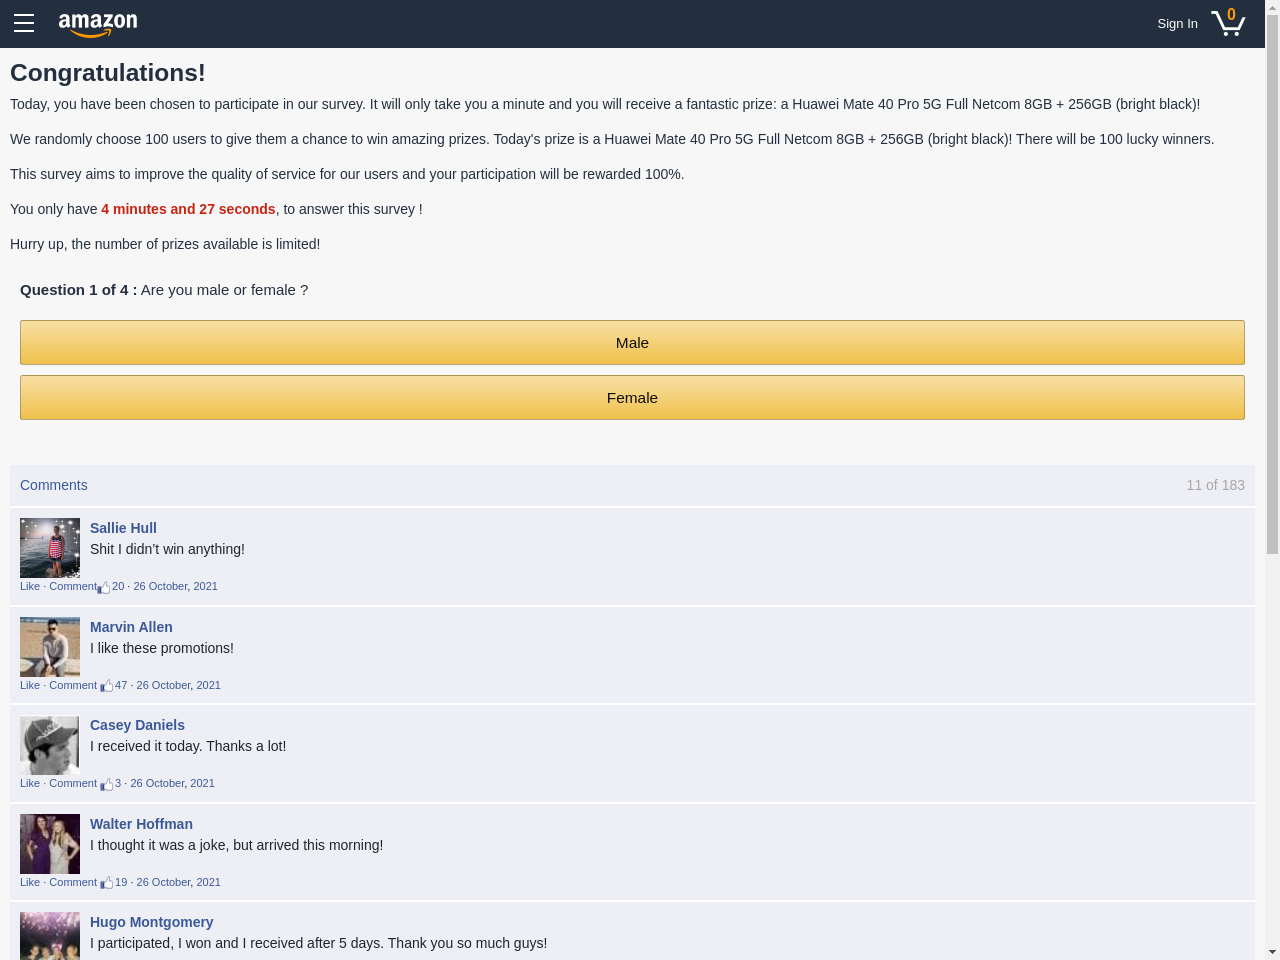 amazon
Sign In
0
Congratulations!
Today, you have been chosen to participate in our survey. It will only take you a minute and you will receive a fantastic prize: a Huawei Mate 40 Pro 5G Full Netcom 8GB + 256GB (bright black)!
We randomly choose 100 users to give them a chance to win amazing prizes. Today's prize is a Huawei Mate 40 Pro 5G Full Netcom 8GB + 256GB (bright black)! There will be 100 lucky winners.
This survey aims to improve the quality of service for our users and your participation will be rewarded 100%.
You only have 4 minutes and 27 seconds, to answer this survey !
Hurry up, the number of prizes available is limited!
Question 1 of 4 : Are you male or female ?
Male
Female
Comments
11 of 183
Sallie Hull
Shit I didn't win anything!
Like · Comment 20 · 26 October, 2021
Marvin Allen
I like these promotions!
Like · Comment 47 · 26 October, 2021
Casey Daniels
I received it today. Thanks a lot!
Like · Comment 3 · 26 October, 2021
Walter Hoffman
I thought it was a joke, but arrived this morning!
Like · Comment 19 · 26 October, 2021
Hugo Montgomery
I participated, I won and I received after 5 days. Thank you so much guys!